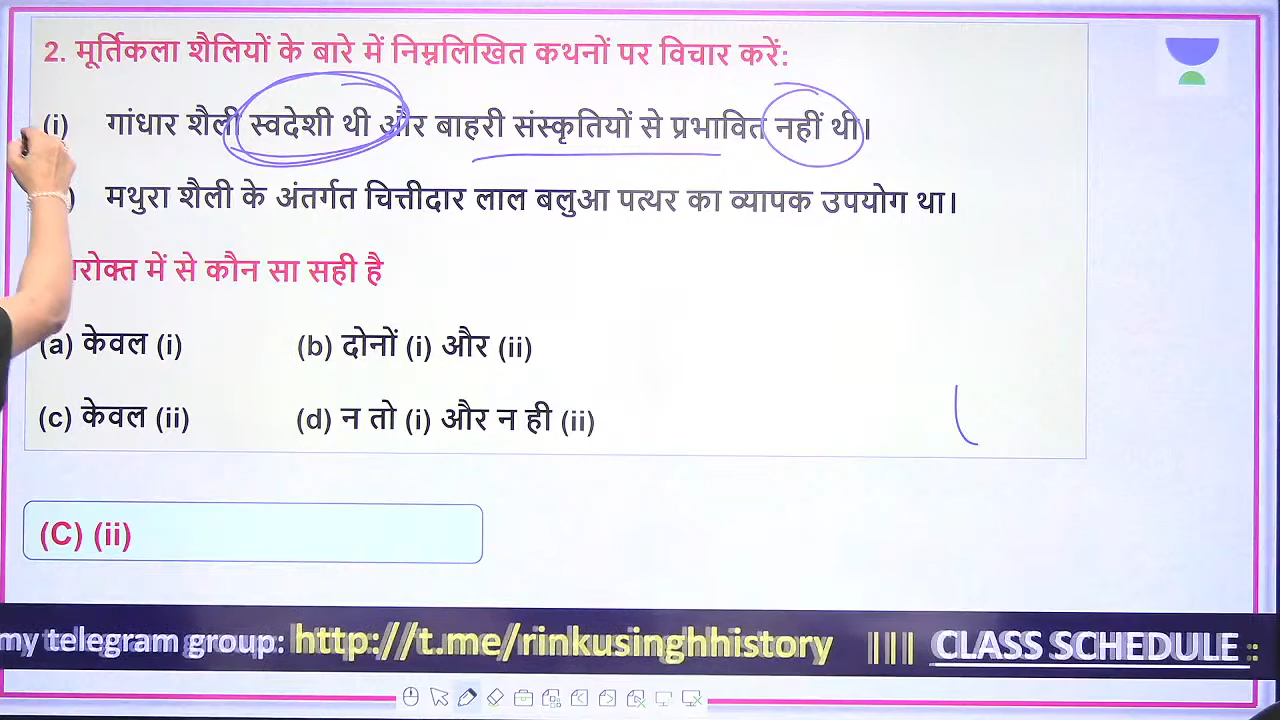 2. मूर्तिकला शैलियों के बारे में निम्नलिखित कथनों पर विचार करें:
(i) गांधार शैली स्वदेशी थी और बाहरी संस्कृतियों से प्रभावित नहीं थी।
) मथुरा शैली के अंतर्गत चित्तीदार लाल बलुआ पत्थर का व्यापक उपयोग था।
रोक्त में से कौन सा सही है
(a) केवल (i) (b) दोनों (i) और (ii)
(c) केवल (ii) (d) न तो (i) और न ही (ii)
(C) (ii)
my telegram group: http://t.me/rinkusinghhistory |||| CLASS SCHEDULE ::